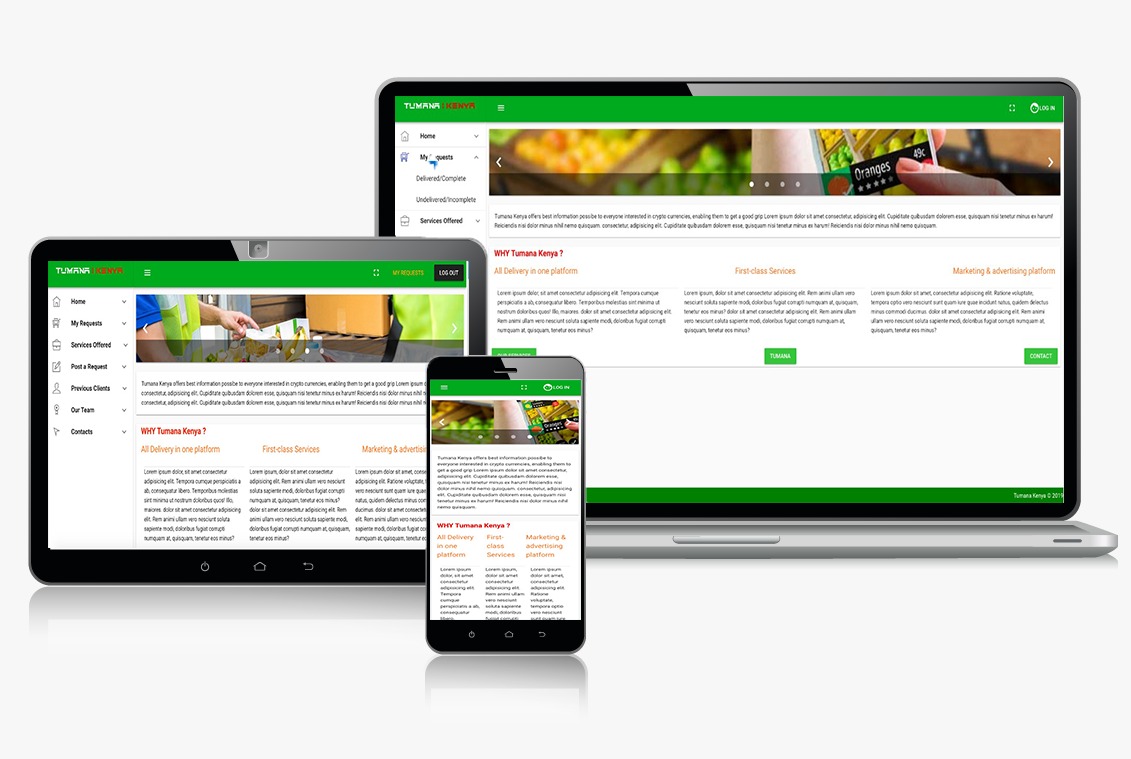 TUMANA KENYA
LOG IN
Home
My
Delivered/Complete
Undelivered/Incomplete
Services Offered
Oranges
49c
Tumana Kenya offers best information possibe to everyone interested in crypto currencies, enabling them to get a good grip Lorem ipsum dolor sit amet consectetur, adipisicing elit. Cupiditate quibusdam dolorem esse, quisquam nisi tenetur minus ex harum!
Reiciendis nisi dolor minus nihil nemo quisquam. consectetur, adipisicing elit. Cupiditate quibusdam dolorem esse, quisquam nisi tenetur minus ex harum! Reiciendis nisi dolor minus nihil nemo quisquam.
WHY Tumana Kenya ?
All Delivery in one platform
First-class Services
Marketing & advertising platform
Lorem ipsum, dolor sit amet consectetur adipisicing elit. Tempora cumque
perspiciatis a ab, consequatur libero. Temporibus molestias sint minima ut
nostrum doloribus quos! Illo, maiores. dolor sit amet consectetur adipisicing
elit. Rem animi ullam vero nesciunt soluta sapiente modi, doloribus fugiat corrupti
numquam at, quisquam, tenetur eos minus?
Lorem ipsum dolor, sit amet consectetur adipisicing elit. Rem animi ullam vero
nesciunt soluta sapiente modi, doloribus fugiat corrupti numquam at, quisquam,
tenetur eos minus? dolor sit amet consectetur adipisicing elit. Rem animi ullam
vero nesciunt soluta sapiente modi, doloribus fugiat corrupti numquam at,
quisquam, tenetur eos minus?
Lorem ipsum dolor sit amet, consectetur adipisicing elit. Ratione voluptate,
tempora optio vero nesciunt sunt quam iure quae incidunt natus, quidem delectus
minus commodi ducimus. dolor sit amet consectetur adipisicing elit. Rem animi
ullam vero nesciunt soluta sapiente modi, doloribus fugiat corrupti numquam at,
quisquam, tenetur eos minus?
TUMANA
CONTACT
Tumana Kenya © 2019
TUMANA KENYA
MY REQUESTS
LOG OUT
Home
My Requests
Services Offered
Post a Request
Previous Clients
Our Team
Contacts
Tumana Kenya offers best information possibe to everyone interested in crypto currencies, enabling them to get a good grip Lorem ipsum
consectetur, adipisicing elit. Cupiditate quibusdam dolorem esse, quisquam nisi tenetur minus ex harum! Reiciendis nisi dolor minus nihil
consectetur, adipisicing elit. Cupiditate quibusdam dolorem esse, quisquam nisi tenetur minus ex harum! Reiciendis nisi dolor minus nihil
WHY Tumana Kenya ?
All Delivery in one platform
First-class Services
Marketing &
Lorem ipsum, dolor sit amet consectetur
adipisicing elit. Tempora cumque perspiciatis a
ab, consequatur libero. Temporibus molestias
sint minima ut nostrum doloribus quos! Illo,
maiores. dolor sit amet consectetur adipisicing
elit. Rem animi ullam vero nesciunt soluta
sapiente modi, doloribus fugiat corrupti
numquam at, quisquam, tenetur eos minus?
Lorem ipsum dolor, sit amet consectetur
adipisicing elit. Rem animi ullam vero nesciunt
soluta sapiente modi, doloribus fugiat corrupti
numquam at, quisquam, tenetur eos minus?
dolor sit amet consectetur adipisicing elit. Rem
animi ullam vero nesciunt soluta sapiente
modi, doloribus fugiat corrupti numquam at,
quisquam, tenetur eos minus?
Lorem ipsum dolor sit amet,
adipisicing elit. Ratione voluptate,
vero nesciunt sunt quam iure
natus, quidem delectus minus
ducimus. dolor sit amet
adipisicing elit. Rem animi
soluta sapiente modi, doloribus
numquam at, quisquam,
LOG IN
Oranges
Tumana Kenya offers best information possibe to
everyone interested in crypto currencies, enabling them to
get a good grip Lorem ipsum dolor sit amet consectetur,
adipisicing elit. Cupiditate quibusdam dolorem esse,
quisquam nisi tenetur minus ex harum! Reiciendis nisi dolor
minus nihil nemo quisquam. consectetur, adipisicing elit.
Cupiditate quibusdam dolorem esse, quisquam nisi
tenetur minus ex harum! Reiciendis nisi dolor minus nihil
nemo quisquam.
WHY Tumana Kenya ?
All Delivery
in one
platform
First-
class
Services
Marketing &
advertising
platform
Lorem ipsum
dolor, sit amet
consectetur
adipisicing elit.
Tempora
cumque
perspiciatis a ab,
consequatur
libero.
Lorem ipsum
dolor, sit amet
consectetur
adipisicing elit.
Rem animi ullam
vero nesciunt
soluta sapiente
modi, doloribus
fugiat corrupti
Lorem ipsum
dolor sit amet,
consectetur
adipisicing elit.
Ratione
voluptate,
tempora optio
vero nesciunt
sunt quam iure